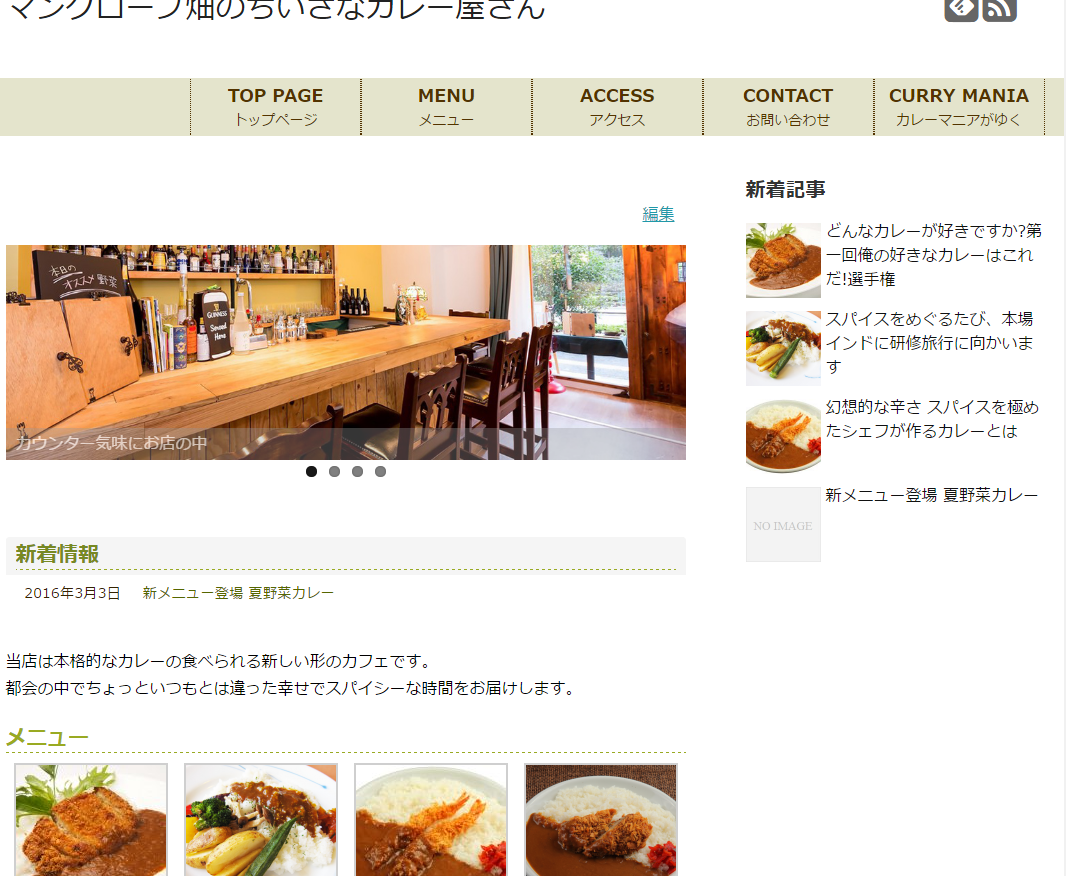 マングローブ畑のちいさなカレー屋さん
TOP PAGE
トップページ
MENU
メニュー
ACCESS
アクセス
CONTACT
お問い合わせ
CURRY MANIA
カレーマニアがゆく
編集
本日の
オススメ野菜
GUINNESS
Served
Here
カウンター気味にお店の中
新着情報
2016年3月3日 新メニュー登場 夏野菜カレー
当店は本格的なカレーの食べられる新しい形のカフェです。
都会の中でちょっといつもとは違った幸せでスパイシーな時間をお届けします。
メニュー
新着記事
どんなカレーが好きですか?第
一回俺の好きなカレーはこれ
だ!選手権
スパイスをめぐるたび、本場
インドに研修旅行に向かいま
す
幻想的な辛さ スパイスを極め
たシェフが作るカレーとは
NO IMAGE
新メニュー登場 夏野菜カレー